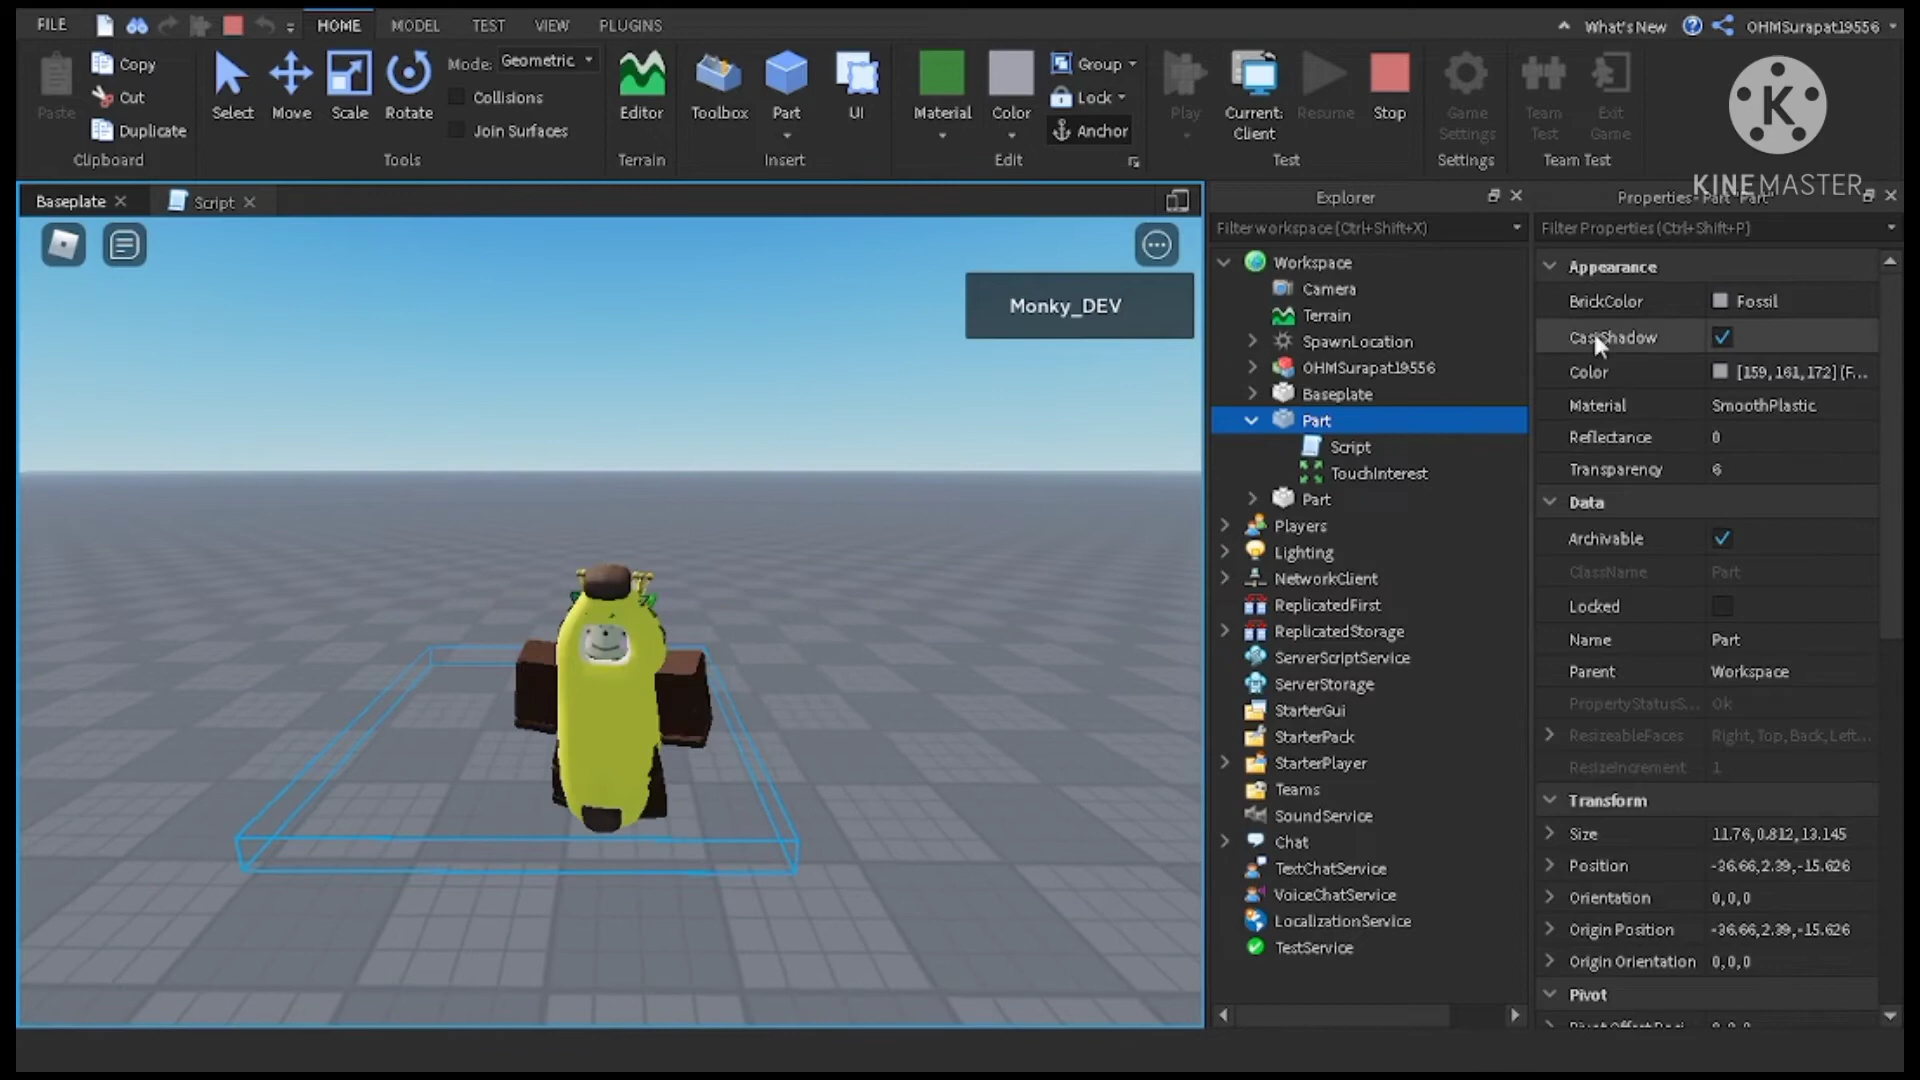 FILE
HOME
MODEL
TEST
VIEW
PLUGINS
What's New
OHMSurapat19556
Paste
Copy
Cut
Duplicate
Clipboard
Select
Move
Scale
Rotate
Mode: Geometric
Collisions
Join Surfaces
Tools
Editor
Terrain
Toolbox
Part
UI
Insert
Material
Color
Group
Lock
Anchor
Edit
Play
Current:
Client
Resume
Stop
Test
Game
Settings
Settings
Team
Test
Exit
Game
Team Test
K
KINEMASTER
Baseplate
Script
Monky_DEV
Explorer
Filter workspace (Ctrl+Shift+X)
Workspace
Camera
Terrain
SpawnLocation
OHMSurapat19556
Baseplate
Part
Script
TouchInterest
Part
Players
Lighting
NetworkClient
ReplicatedFirst
ReplicatedStorage
ServerScriptService
ServerStorage
StarterGui
StarterPack
StarterPlayer
Teams
SoundService
Chat
TextChatService
VoiceChatService
LocalizationService
TestService
Properties - Part "Part"
Filter Properties (Ctrl+Shift+P)
Appearance
BrickColor Fossil
CastShadow
Color [159, 161, 172] (F...
Material SmoothPlastic
Reflectance 0
Transparency 6
Data
Archivable
ClassName Part
Locked
Name Part
Parent Workspace
PropertyStatusS... Ok
ResizeableFaces Right, Top, Back, Left...
ResizeIncrement 1
Transform
Size 11.76, 0.812, 13.145
Position -36.66, 2.39, -15.626
Orientation 0, 0, 0
Origin Position -36.66, 2.39, -15.626
Origin Orientation 0, 0, 0
Pivot